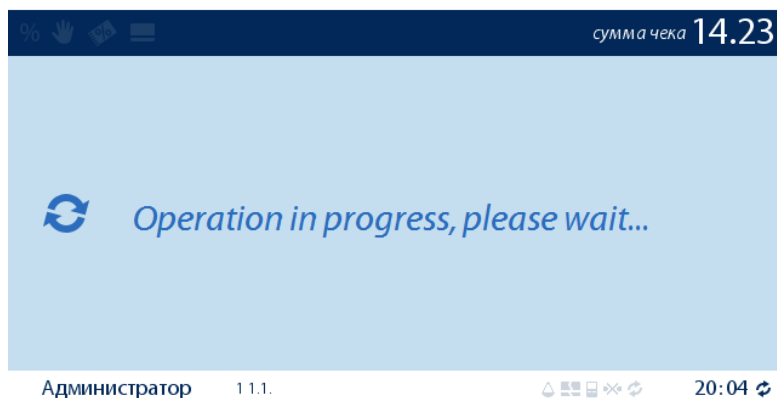 % % сумма чека 14.23
Operation in progress, please wait...
Администратор 1 1.1. 20:04